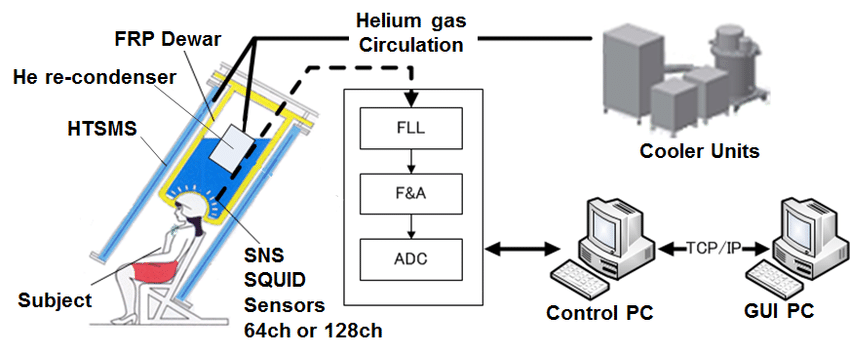 Helium gas
Circulation
FRP Dewar
He re-condenser
HTSMS
FLL
F&A
ADC
Cooler Units
SNS
SQUID
Sensors
64ch or 128ch
Subject
TCP/IP
Control PC
GUI PC